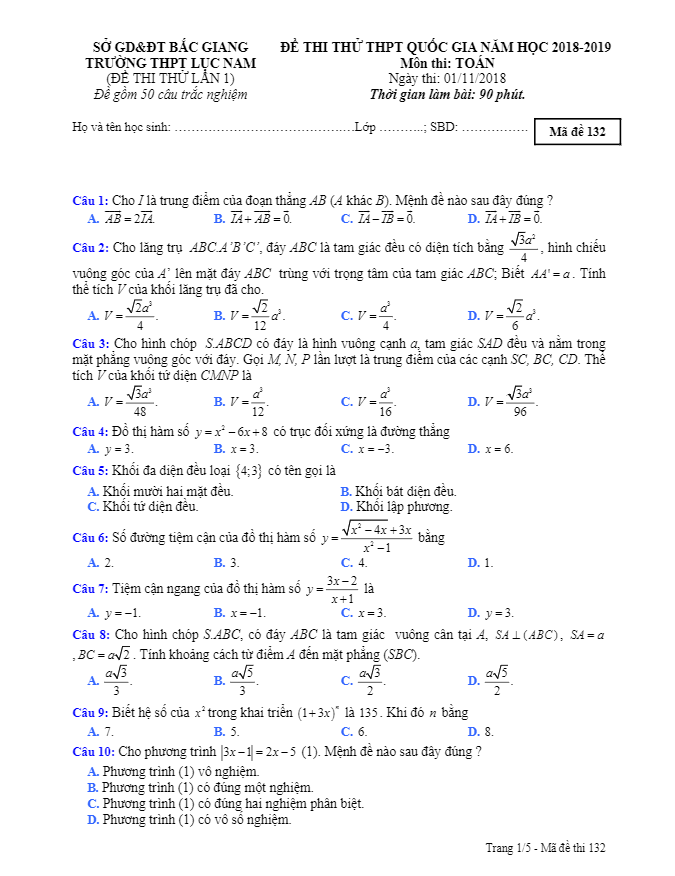 SỞ GD&ĐT BẮC GIANG
TRƯỜNG THPT LỤC NAM
(ĐỀ THI THỬ LẦN 1)
Đề gồm 50 câu trắc nghiệm
ĐỀ THI THỬ THPT QUỐC GIA NĂM HỌC 2018-2019
Môn thi: TOÁN
Ngày thi: 01/11/2018
Thời gian làm bài: 90 phút.
Họ và tên học sinh: ……………………………………Lớp ………..; SBD: ……………
Mã đề 132
Câu 1: Cho I là trung điểm của đoạn thẳng AB (A khác B). Mệnh đề nào sau đây đúng ?
A. $\overline{AB}=2\overline{IA}$. B. $\overline{IA}+\overline{AB}=\overline{0}$. C. $\overline{IA}-\overline{IB}=\overline{0}$. D. $\overline{IA}+\overline{IB}=\overline{0}$.
Câu 2: Cho lăng trụ ABC.A’B’C’, đáy ABC là tam giác đều có diện tích bằng $\frac{\sqrt{3}a^2}{4}$, hình chiếu
vuông góc của A’ lên mặt đáy ABC trùng với trọng tâm của tam giác ABC; Biết AA' = a. Tính
thể tích V của khối lăng trụ đã cho.
A. $V=\frac{\sqrt{2}a^3}{4}$. B. $V=\frac{\sqrt{2}}{12}a^3$. C. $V=\frac{a^3}{4}$. D. $V=\frac{\sqrt{2}}{6}a^3$.
Câu 3: Cho hình chóp S.ABCD có đáy là hình vuông cạnh a, tam giác SAD đều và nằm trong
mặt phẳng vuông góc với đáy. Gọi M, N, P lần lượt là trung điểm của các cạnh SC, BC, CD. Thể
tích V của khối tứ diện CMNP là
A. $V=\frac{\sqrt{3}a^3}{48}$. B. $V=\frac{a^3}{12}$. C. $V=\frac{a^3}{16}$. D. $V=\frac{\sqrt{3}a^3}{96}$.
Câu 4: Đồ thị hàm số y = x² − 6x + 8 có trục đối xứng là đường thẳng
A. y = 3. B. x = 3. C. x = −3. D. x = 6.
Câu 5: Khối đa diện đều loại {4;3} có tên gọi là
A. Khối mười hai mặt đều. B. Khối bát diện đều.
C. Khối tứ diện đều. D. Khối lập phương.
Câu 6: Số đường tiệm cận của đồ thị hàm số $y=\frac{\sqrt{x^2-4x}+3x}{x^2-1}$ bằng
A. 2. B. 3. C. 4. D. 1.
Câu 7: Tiệm cận ngang của đồ thị hàm số $y=\frac{3x-2}{x+1}$ là
A. y = −1. B. x = −1. C. x = 3. D. y = 3.
Câu 8: Cho hình chóp S.ABC, có đáy ABC là tam giác vuông cân tại A, SA ⊥ (ABC), SA = a
, BC = a√2 . Tính khoảng cách từ điểm A đến mặt phẳng (SBC).
A. $\frac{a\sqrt{3}}{3}$. B. $\frac{a\sqrt{5}}{3}$. C. $\frac{a\sqrt{3}}{2}$. D. $\frac{a\sqrt{5}}{2}$.
Câu 9: Biết hệ số của x² trong khai triển (1+3x)ⁿ là 135. Khi đó n bằng
A. 7. B. 5. C. 6. D. 8.
Câu 10: Cho phương trình |3x−1| = 2x−5 (1). Mệnh đề nào sau đây đúng ?
A. Phương trình (1) vô nghiệm.
B. Phương trình (1) có đúng một nghiệm.
C. Phương trình (1) có đúng hai nghiệm phân biệt.
D. Phương trình (1) có vô số nghiệm.
Trang 1/5 - Mã đề thi 132